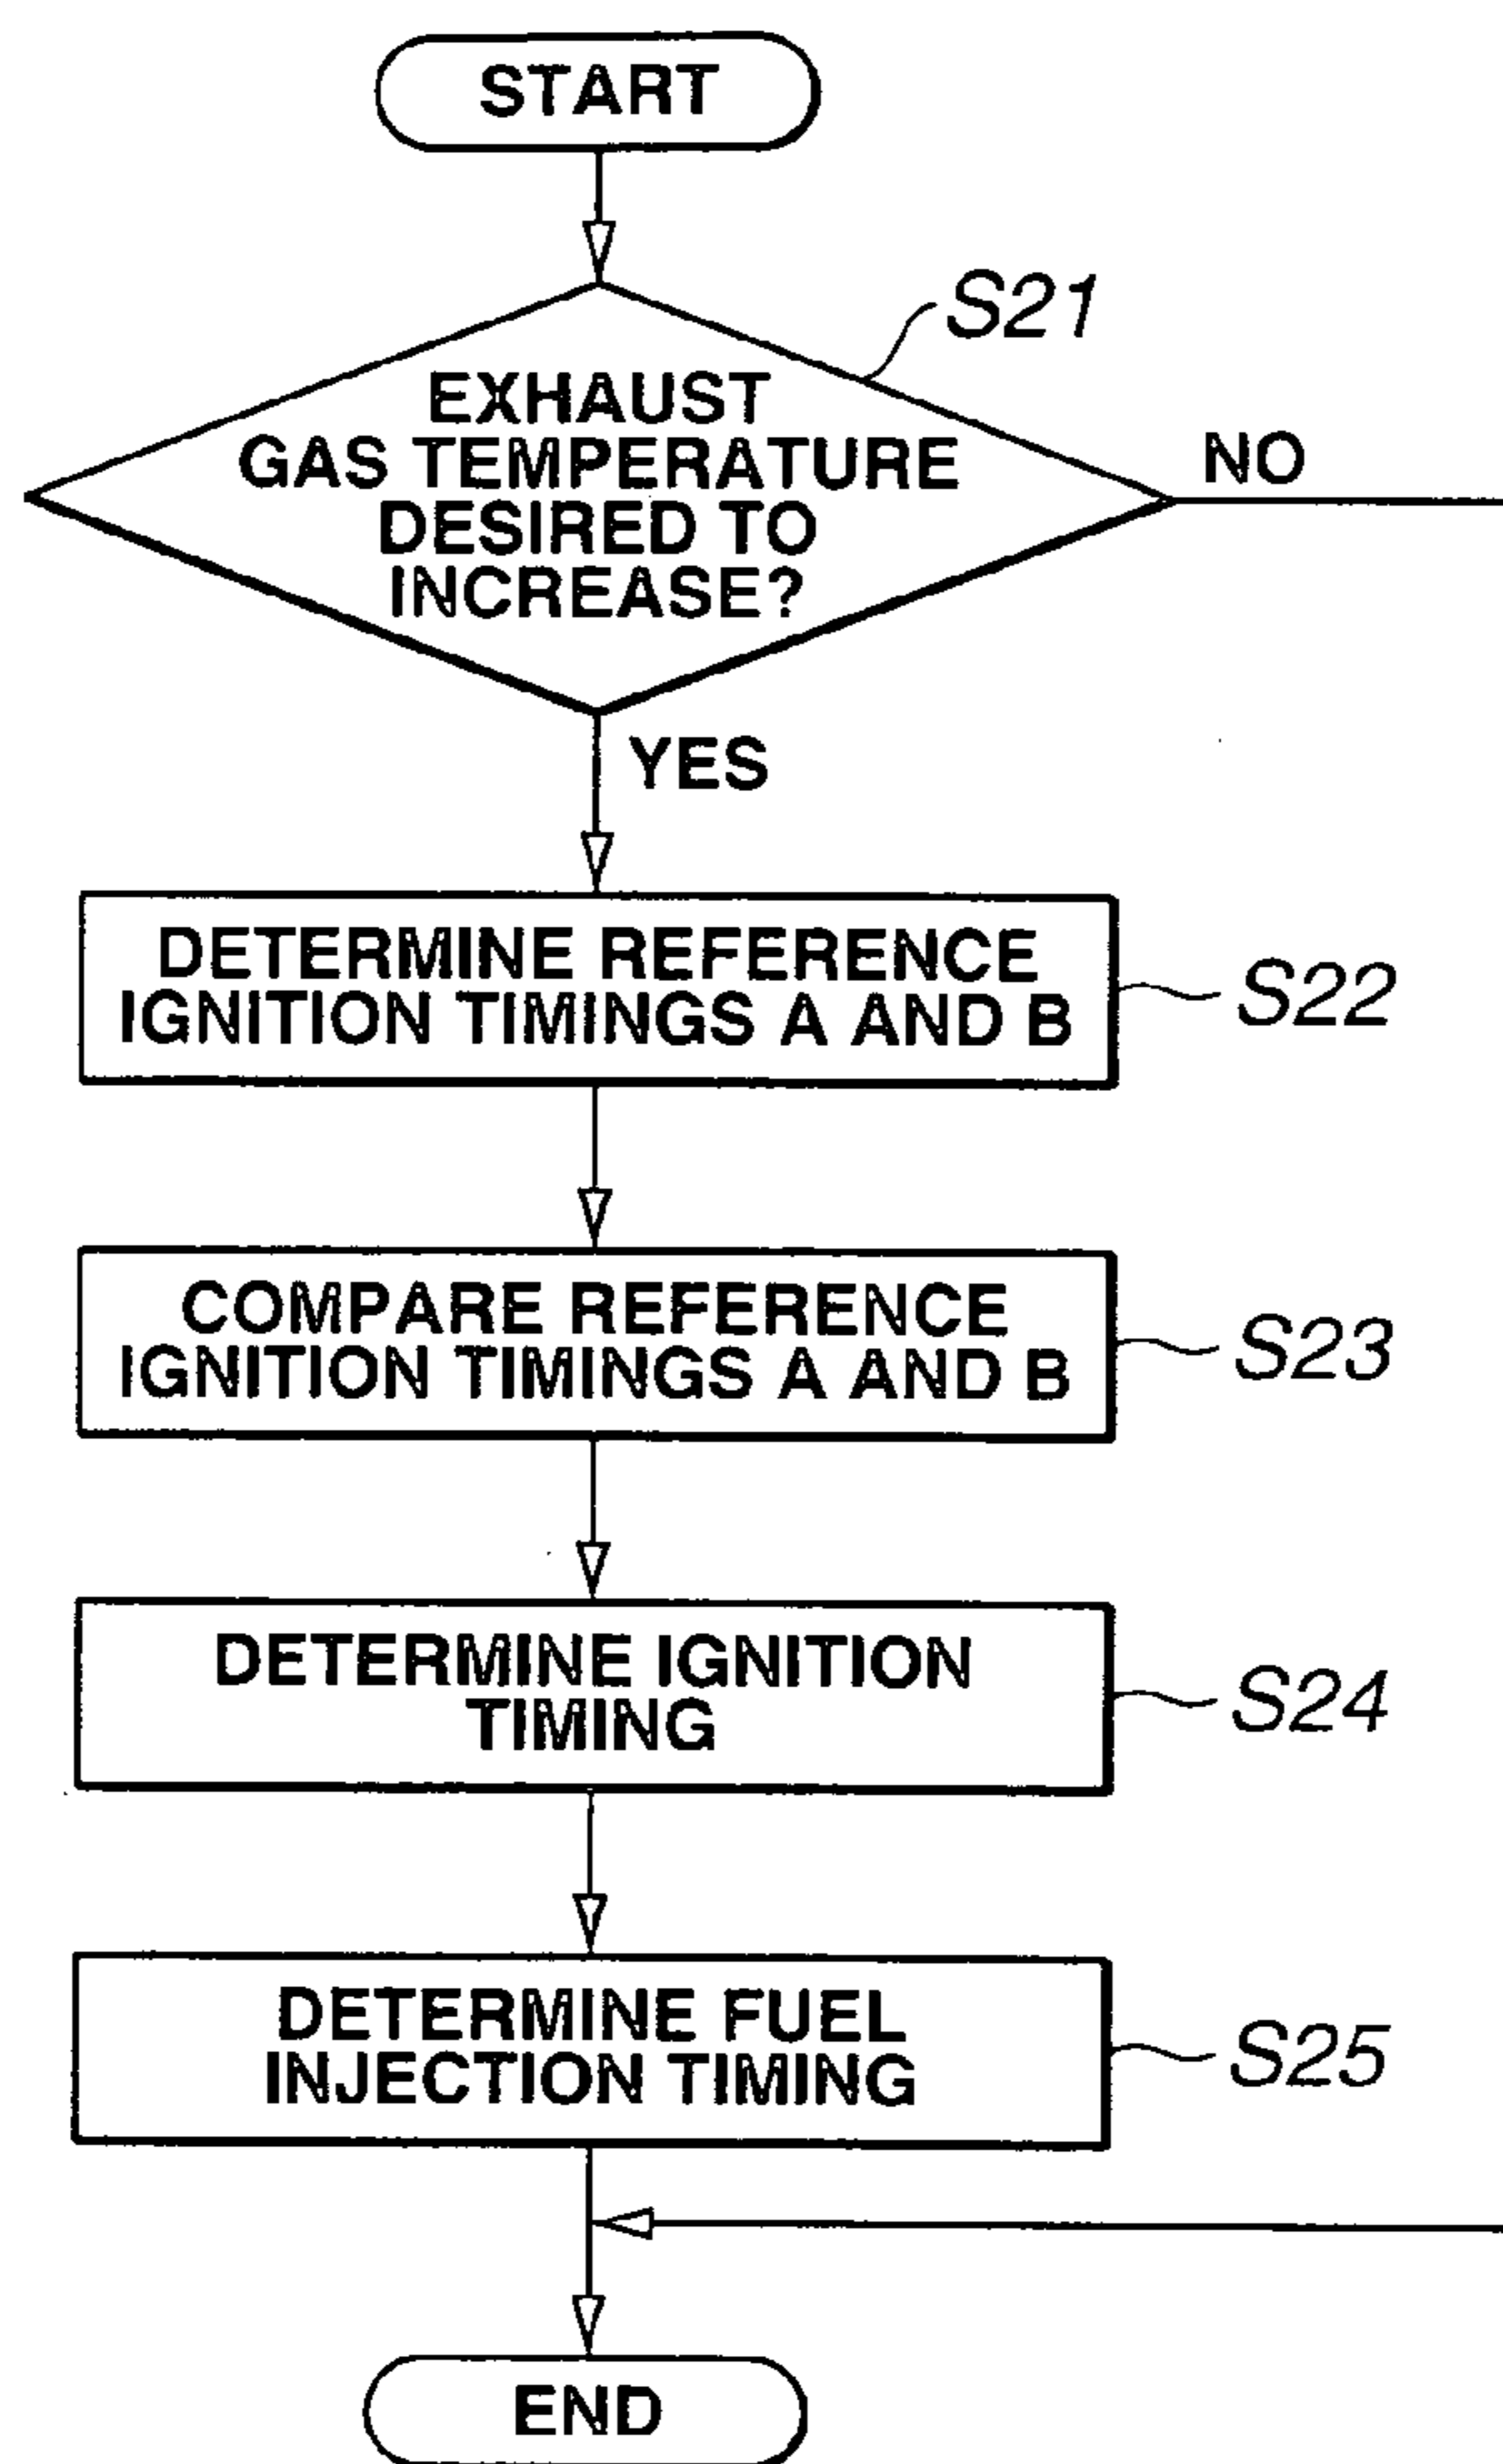 START
S21
EXHAUST
GAS TEMPERATURE
DESIRED TO
INCREASE?
NO
YES
DETERMINE REFERENCE
IGNITION TIMINGS A AND B
S22
COMPARE REFERENCE
IGNITION TIMINGS A AND B
S23
DETERMINE IGNITION
TIMING
S24
DETERMINE FUEL
INJECTION TIMING
S25
END